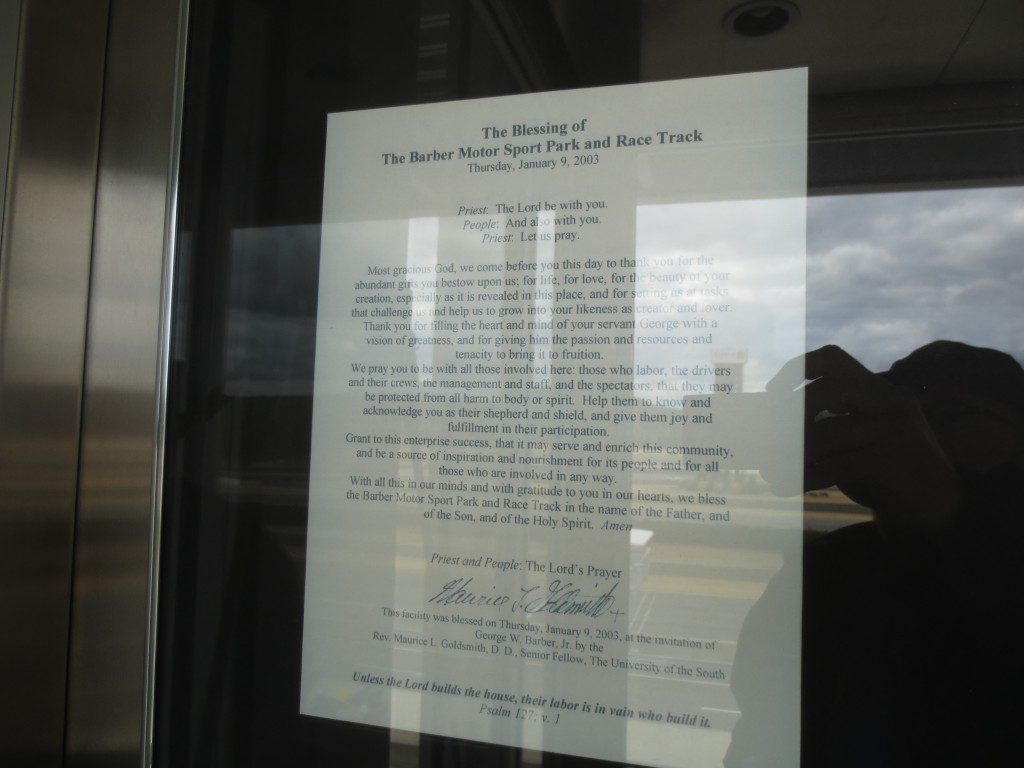 The Blessing of
The Barber Motor Sport Park and Race Track
Thursday, January 9, 2003
Priest: The Lord be with you.
People: And also with you.
Priest: Let us pray.
Most gracious God, we come before you this day to thank you for the
abundant gifts you bestow upon us; for life, for love, for the beauty of your
creation, especially as it is revealed in this place, and for setting us at tasks
that challenge us and help us to grow into your likeness as creator and lover.
Thank you for filling the heart and mind of your servant George with a
vision of greatness, and for giving him the passion and resources and
tenacity to bring it to fruition.
We pray you to be with all those involved here: those who labor, the drivers
and their crews, the management and staff, and the spectators, that they may
be protected from all harm to body or spirit. Help them to know and
acknowledge you as their shepherd and shield, and give them joy and
fulfillment in their participation.
Grant to this enterprise success, that it may serve and enrich this community,
and be a source of inspiration and nourishment for its people and for all
those who are involved in any way.
With all this in our minds and with gratitude to you in our hearts, we bless
the Barber Motor Sport Park and Race Track in the name of the Father, and
of the Son, and of the Holy Spirit. Amen
Priest and People: The Lord's Prayer
Maurice L. Goldsmith +
This facility was blessed on Thursday, January 9, 2003, at the invitation of
George W. Barber, Jr. by the
Rev. Maurice L. Goldsmith, D. D., Senior Fellow, The University of the South
Unless the Lord builds the house, their labor is in vain who build it.
Psalm 127; v. 1